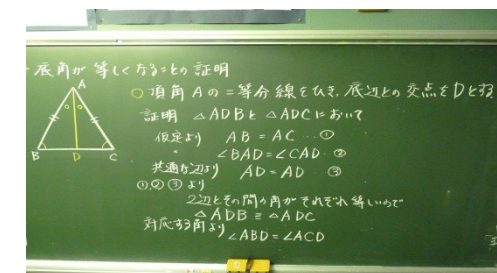 底角が等しくなることの証明
○頂角Aの二等分線をひき、底辺との交点をDとする
証明 △ADBと△ADCにおいて
仮定より AB = AC …①
〃 ∠BAD = ∠CAD …②
共通な辺より AD = AD …③
①②③より
2辺とその間の角がそれぞれ等しいので
△ADB ≡ △ADC
対応する角より ∠ABD = ∠ACD
A
B D C